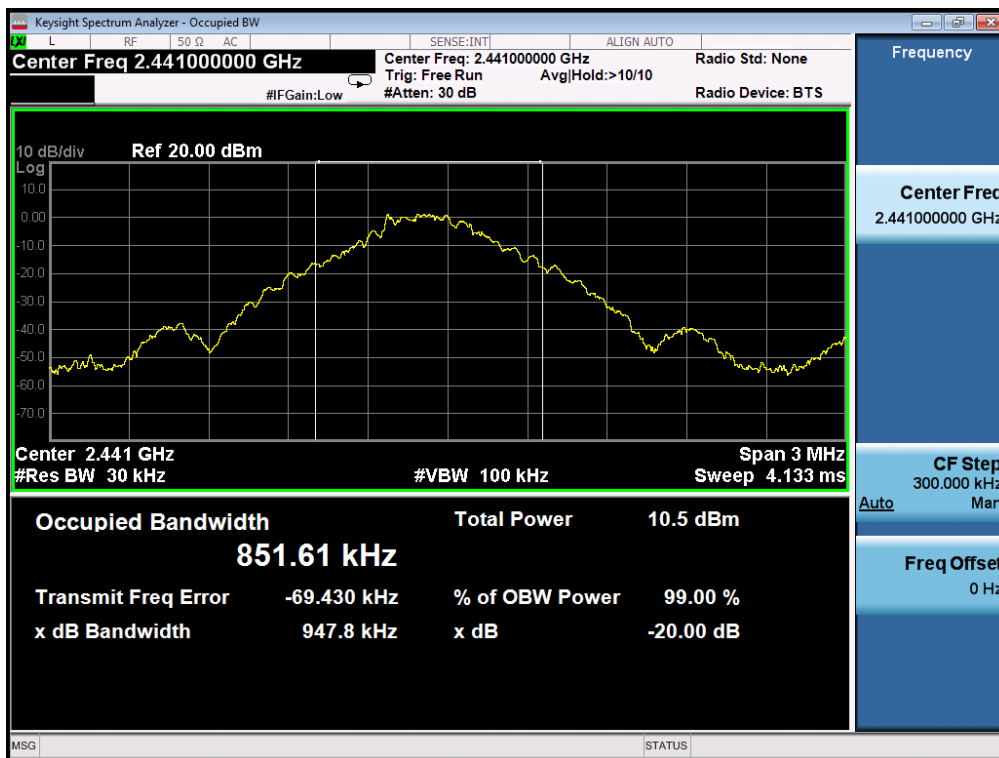 Keysight Spectrum Analyzer - Occupied BW
LXI L RF 50 Ω AC SENSE:INT ALIGN AUTO
Center Freq 2.441000000 GHz
#IFGain:Low
Center Freq: 2.441000000 GHz
Trig: Free Run Avg|Hold:>10/10
#Atten: 30 dB
Radio Std: None
Radio Device: BTS
10 dB/div Ref 20.00 dBm
Log
10.0
0.00
-10.0
-20.0
-30.0
-40.0
-50.0
-60.0
-70.0
Center 2.441 GHz Span 3 MHz
#Res BW 30 kHz #VBW 100 kHz Sweep 4.133 ms
Occupied Bandwidth Total Power 10.5 dBm
851.61 kHz
Transmit Freq Error -69.430 kHz % of OBW Power 99.00 %
x dB Bandwidth 947.8 kHz x dB -20.00 dB
MSG STATUS
Frequency
Center Freq
2.441000000 GHz
CF Step
300.000 kHz
Auto Man
Freq Offset
0 Hz